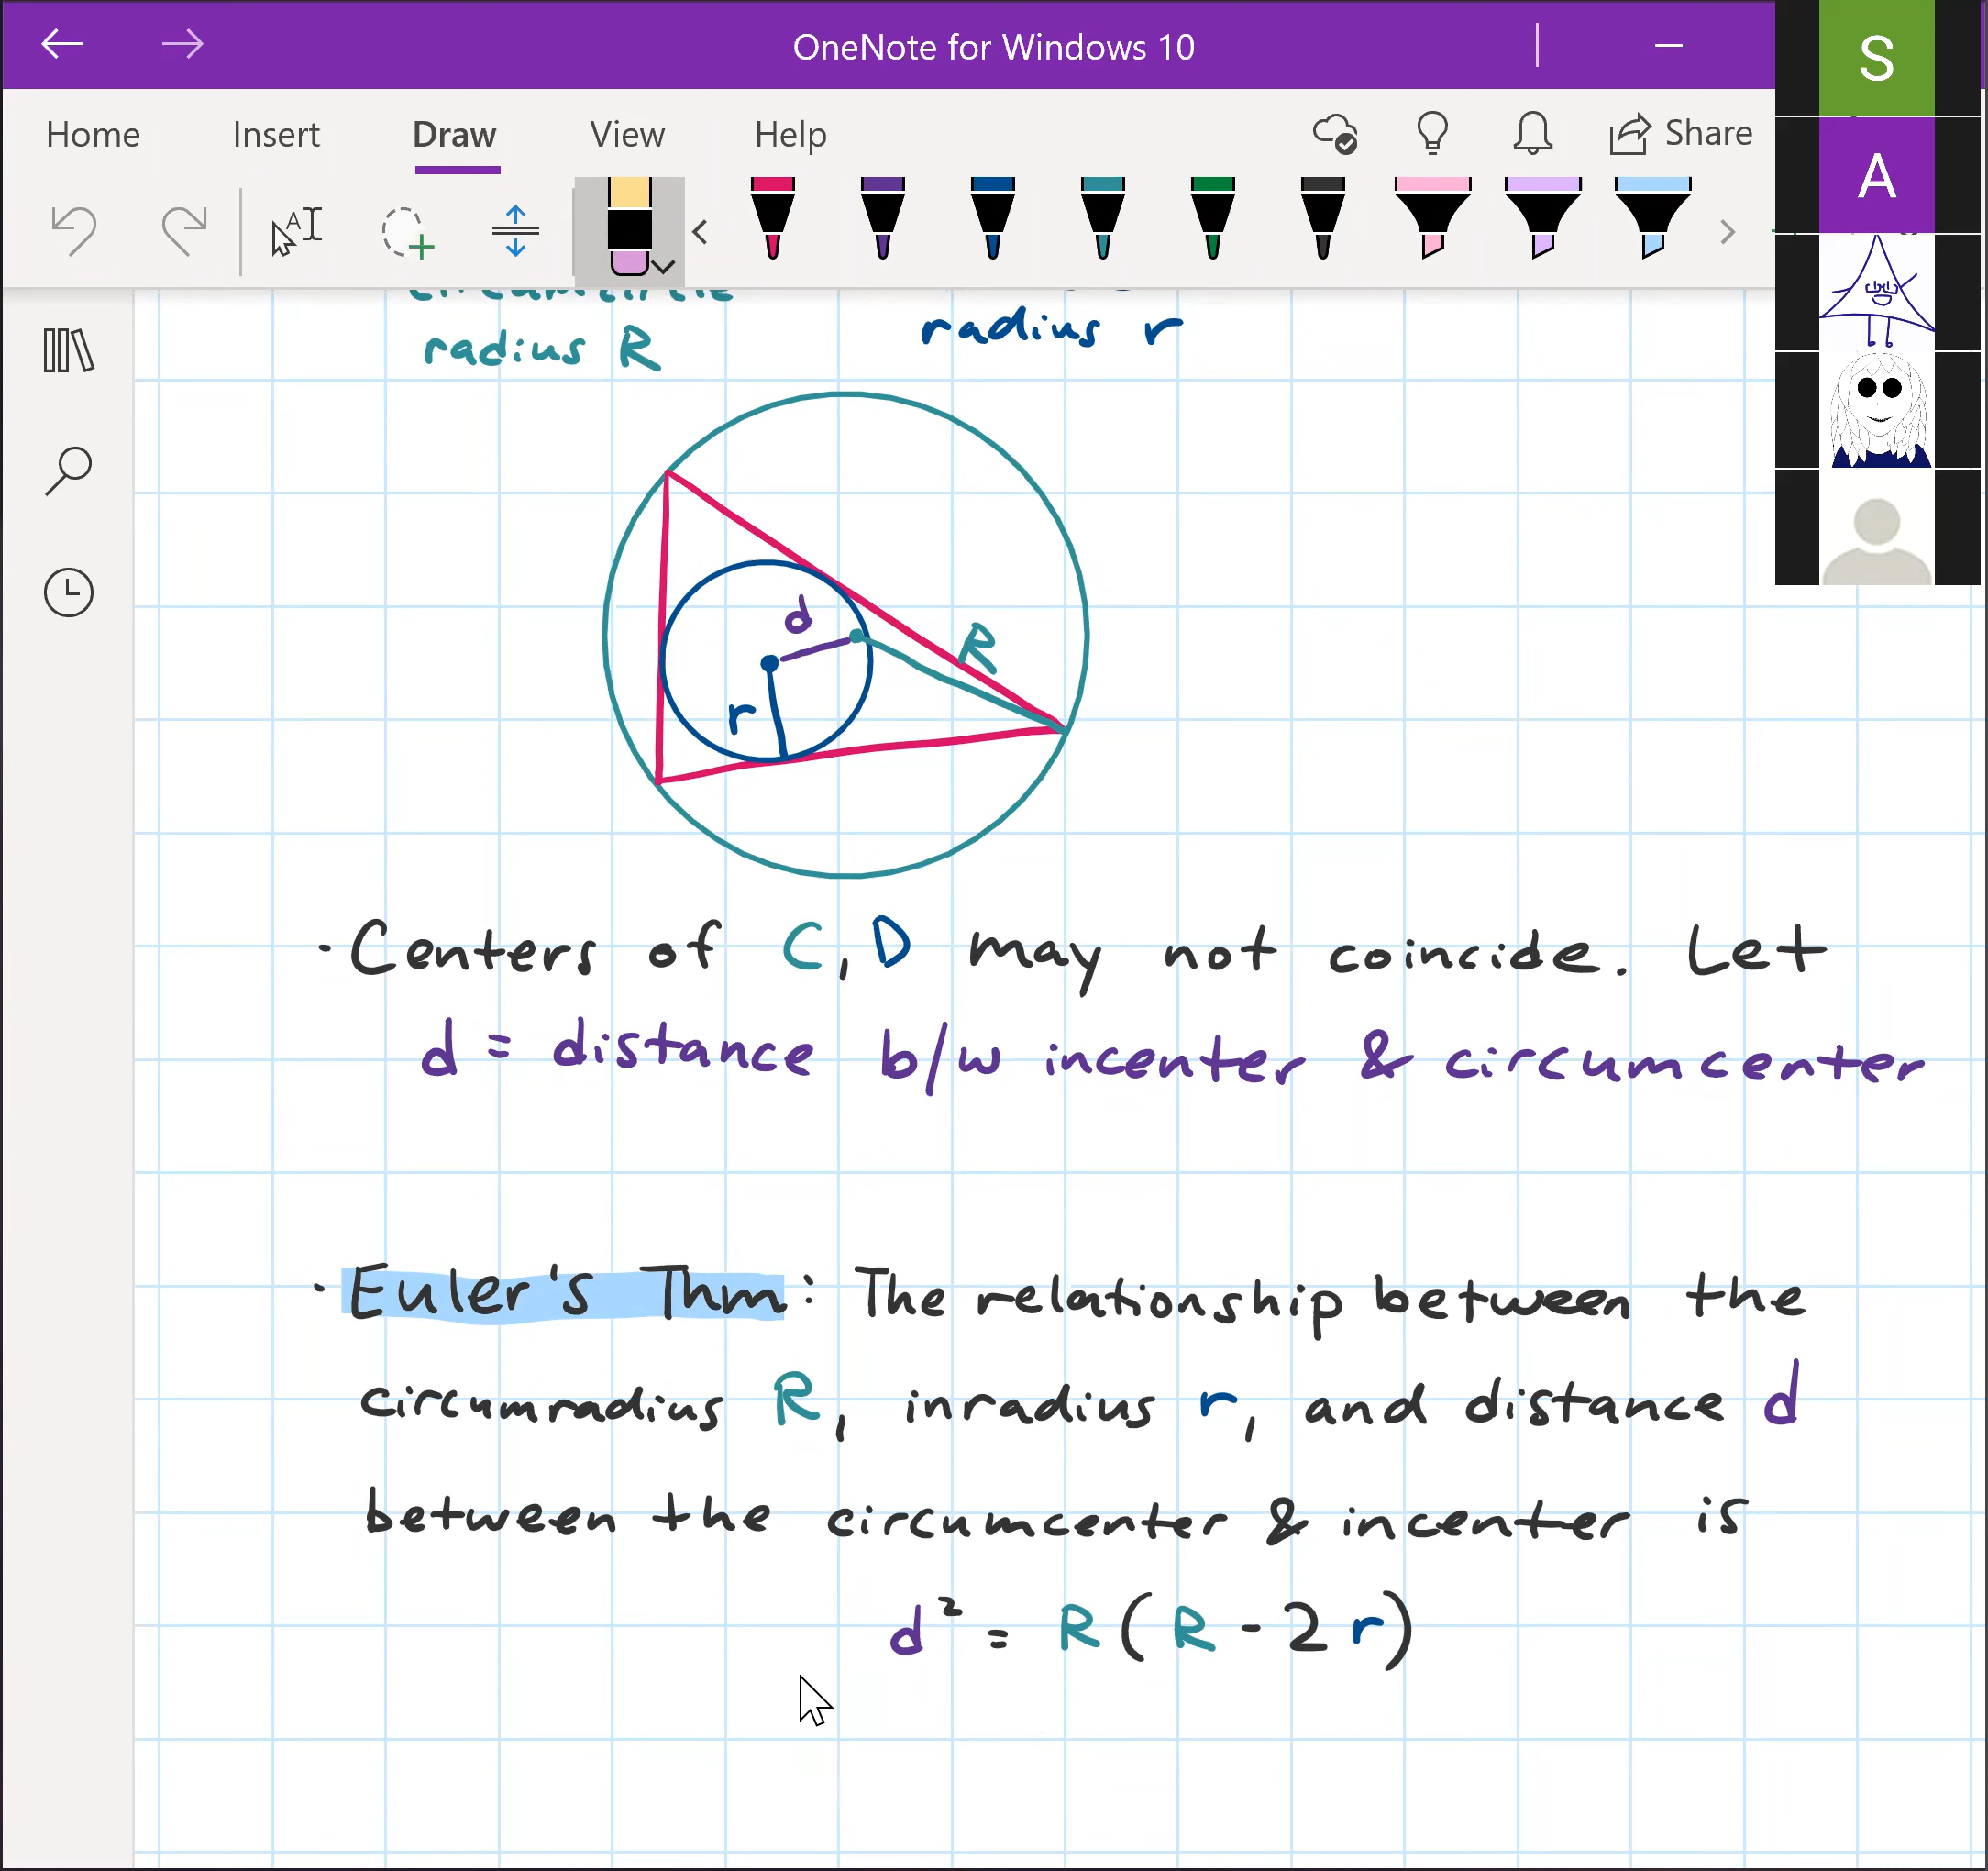 OneNote for Windows 10
Home Insert Draw View Help Share
S
A
radius R
radius r
d
R
r
· Centers of C, D may not coincide. Let
d = distance b/w incenter & circumcenter
· Euler's Thm: The relationship between the
circumradius R, inradius r, and distance d
between the circumcenter & incenter is
d² = R(R - 2r)